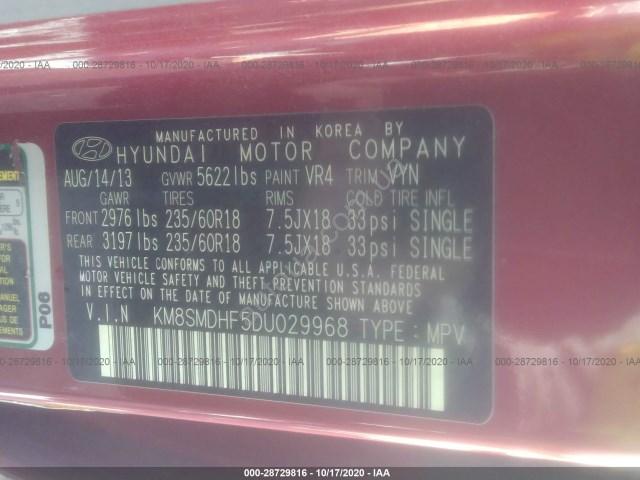 000-28729816 - 10/17/2020 - IAA
MANUFACTURED IN KOREA BY
HYUNDAI MOTOR COMPANY
AUG/14/13 GVWR 5622lbs PAINT VR4 TRIM VYN
GAWR TIRES RIMS COLD TIRE INFL
FRONT 2976lbs 235/60R18 7.5JX18 33psi SINGLE
REAR 3197lbs 235/60R18 7.5JX18 33psi SINGLE
THIS VEHICLE CONFORMS TO ALL APPLICABLE U.S.A. FEDERAL
MOTOR VEHICLE SAFETY AND THEFT PREVENTION STANDARDS
IN EFFECT ON THE DATE OF MANUFACTURE SHOWN ABOVE.
V.I.N KM8SMDHF5DU029968 TYPE : MPV
P06
000-28729816 - 10/17/2020 - IAA
000-28729816 - 10/17/2020 - IAA